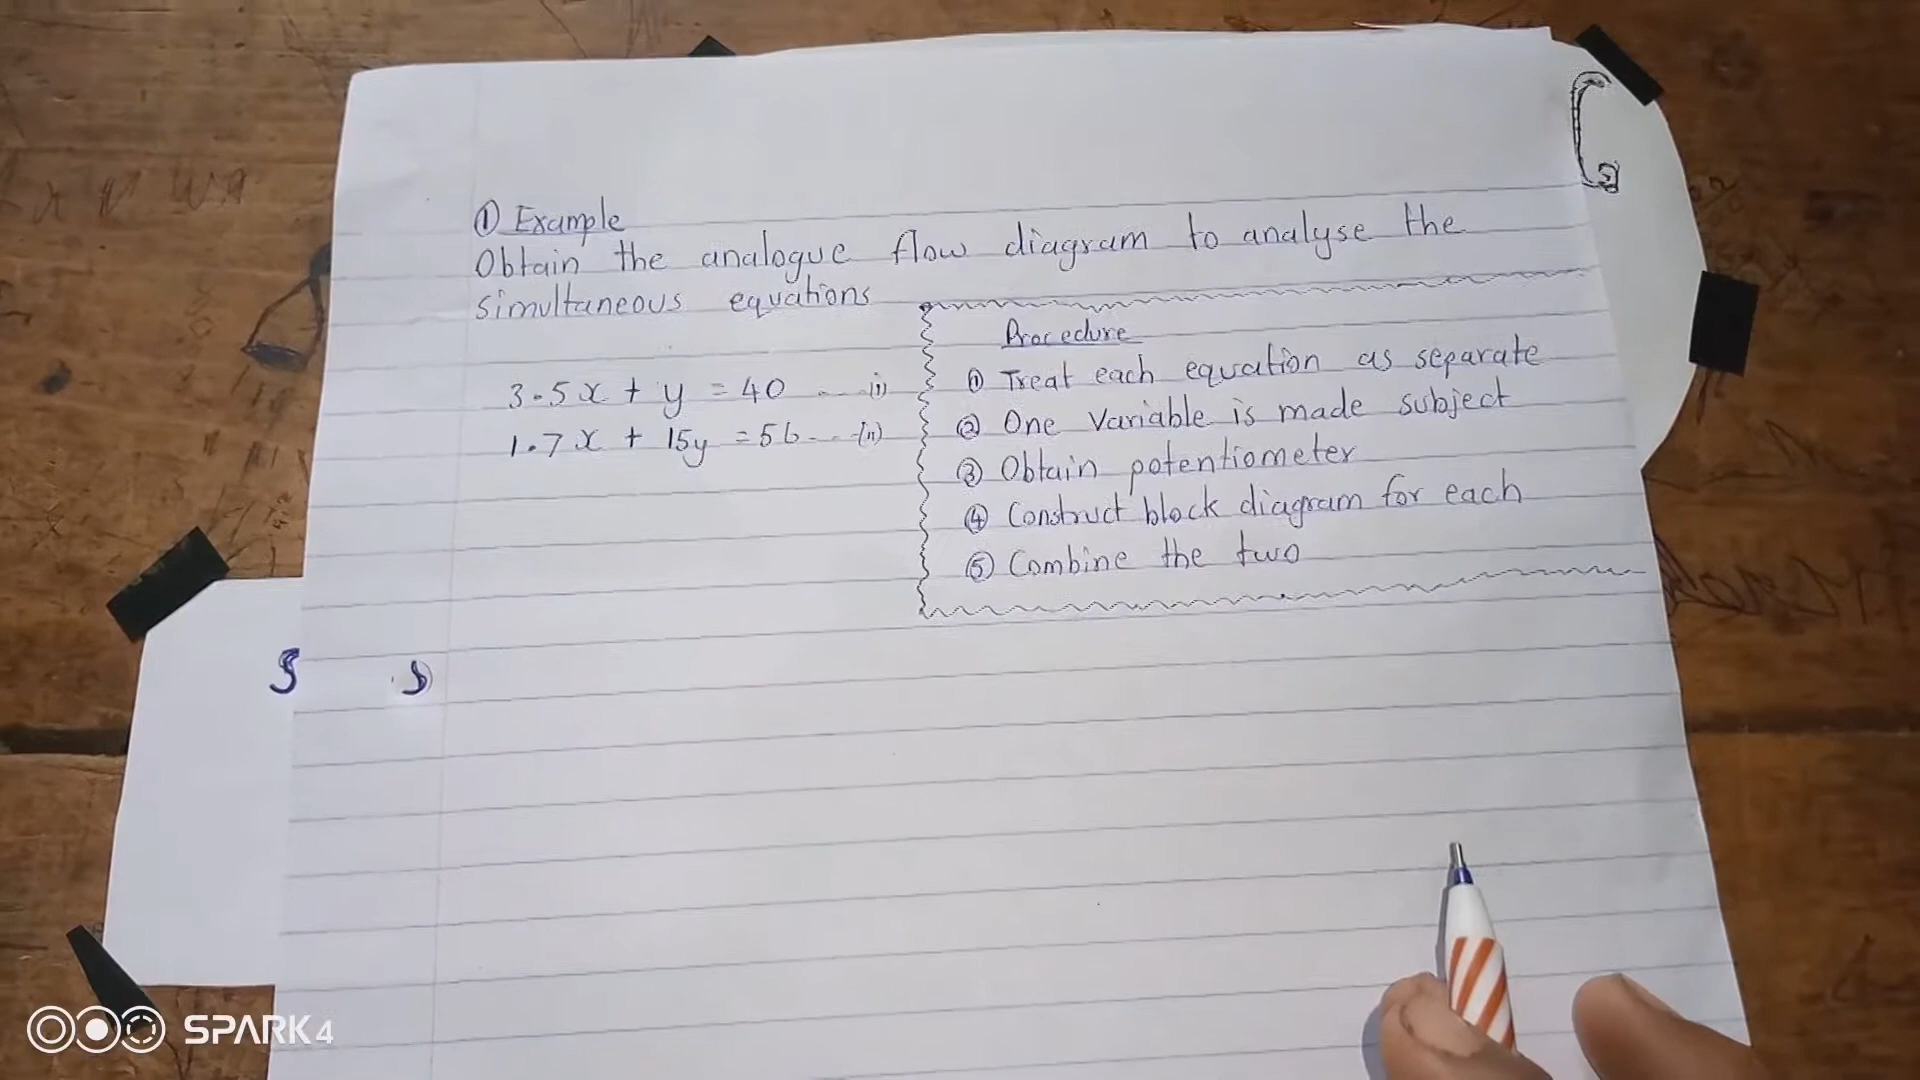 ① Example
Obtain the analogue flow diagram to analyse the
simultaneous equations
3.5x + y = 40 ---- (i)
1.7x + 15y = 56 -- (ii)
Procedure
① Treat each equation as separate
② One variable is made subject
③ Obtain potentiometer
④ Construct block diagram for each
⑤ Combine the two
SPARK 4